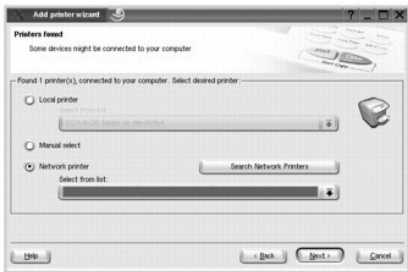 Add printer wizard
Printers found
Some devices might be connected to your computer
Found 1 printer(s), connected to your computer. Select desired printer:
Local printer
Select from list:
Manual select
Network printer
Search Network Printers
Select from list:
Help
< Back
Next >
Cancel